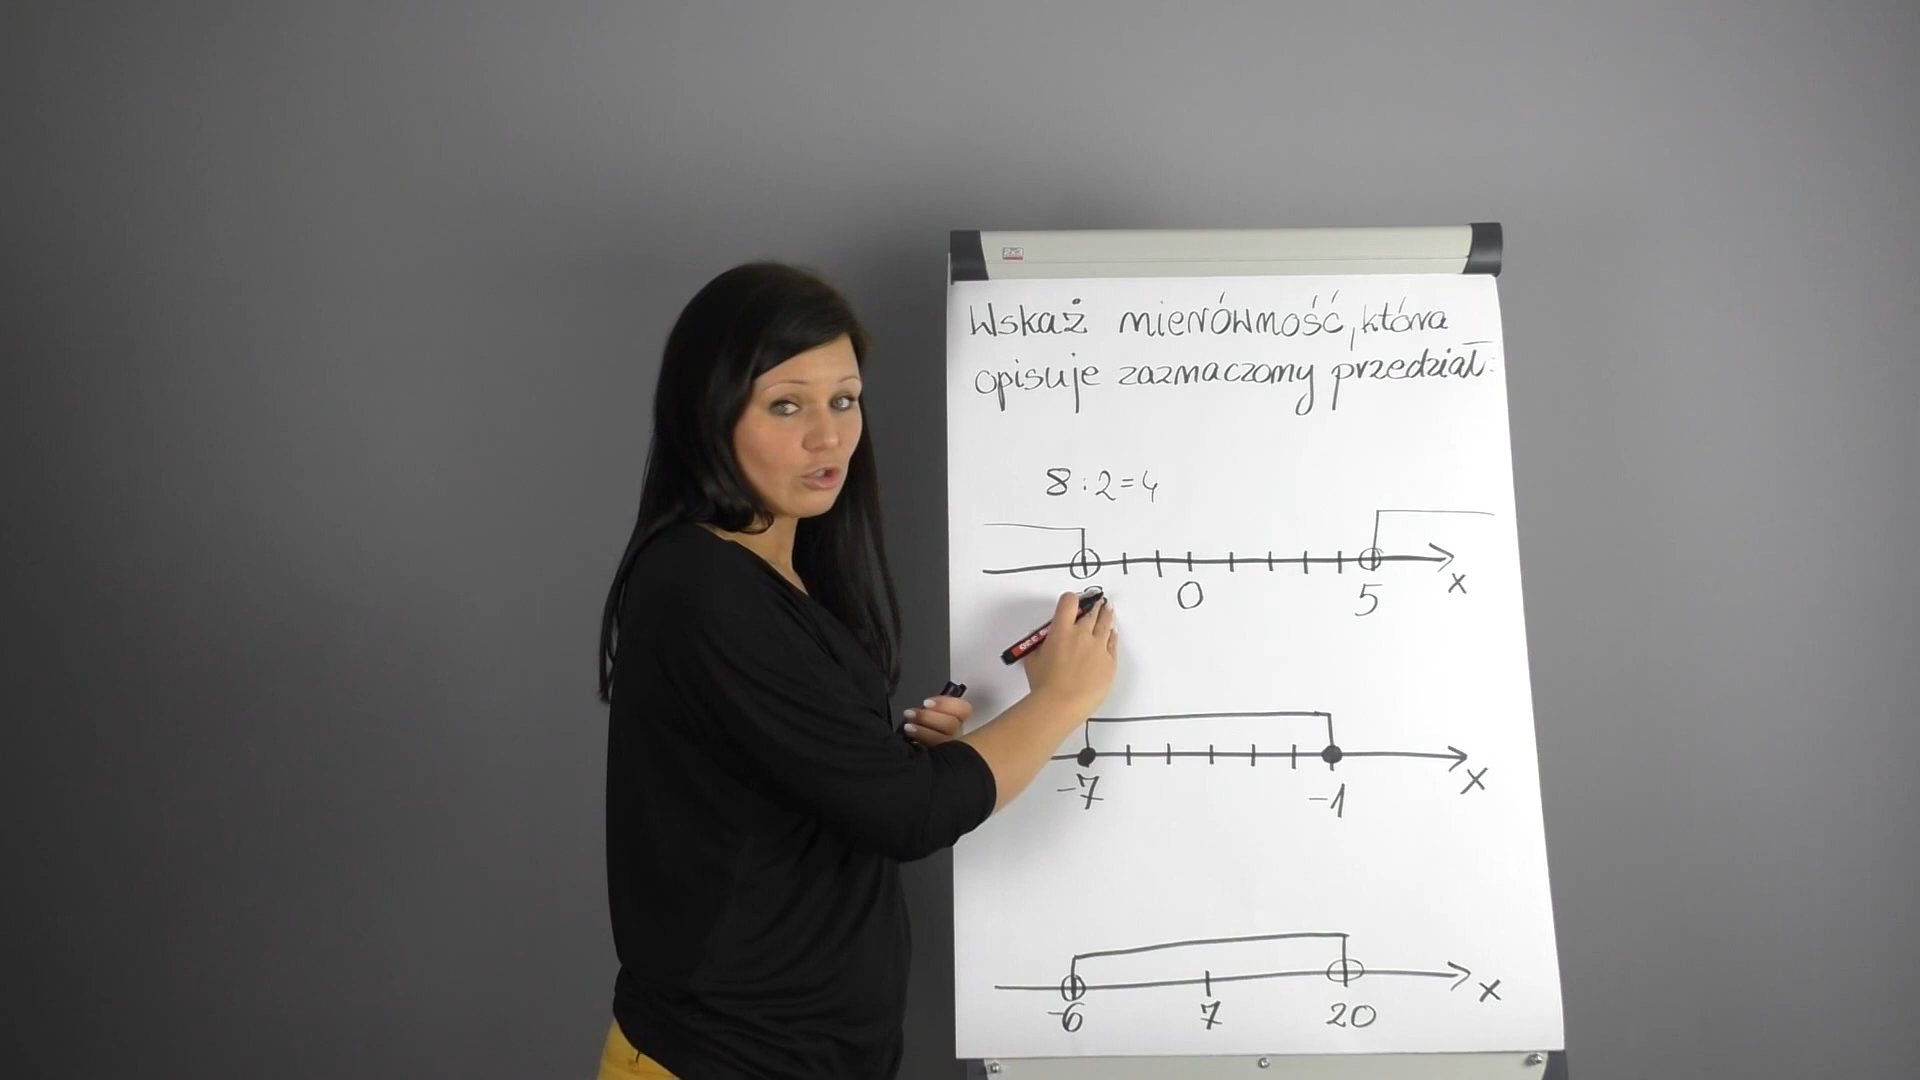 Wskaż nierówność, która
opisuje zaznaczony przedział:
8 : 2 = 4
0 5 x
-7 -1 x
-6 7 20 x